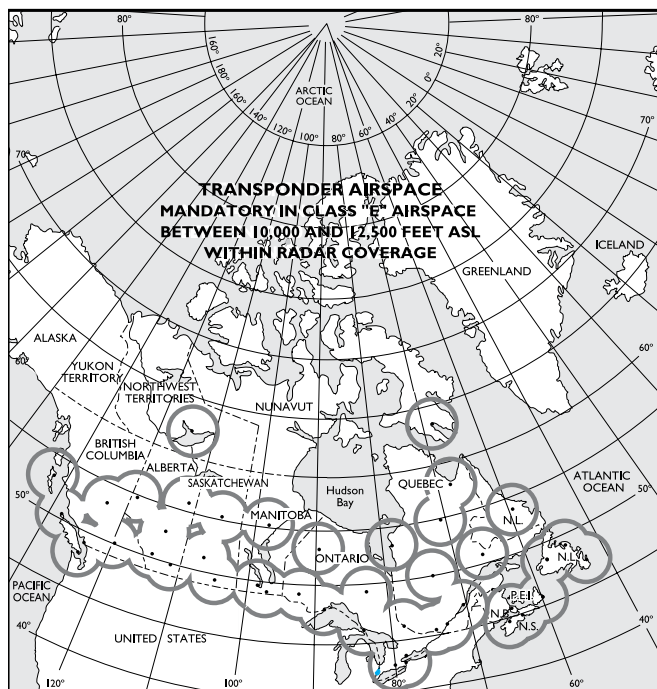 80°
80°
160°
20°
160°
0°
160°
20°
140°
40°
120°
100°
80°
60°
40°
ARCTIC
OCEAN
70°
70°
TRANSPONDER AIRSPACE
MANDATORY IN CLASS "E" AIRSPACE
BETWEEN 10,000 AND 12,500 FEET ASL
WITHIN RADAR COVERAGE
ICELAND
GREENLAND
ALASKA
60°
60°
YUKON
TERRITORY
NORTHWEST
TERRITORIES
NUNAVUT
BRITISH
COLUMBIA
ALBERTA
SASKATCHEWAN
Hudson
Bay
QUEBEC
ATLANTIC
OCEAN
50°
50°
MANITOBA
N.L.
ONTARIO
N.L.
PACIFIC
OCEAN
P.E.I.
N.B.
N.S.
40°
40°
UNITED STATES
120°
100°
80°
60°